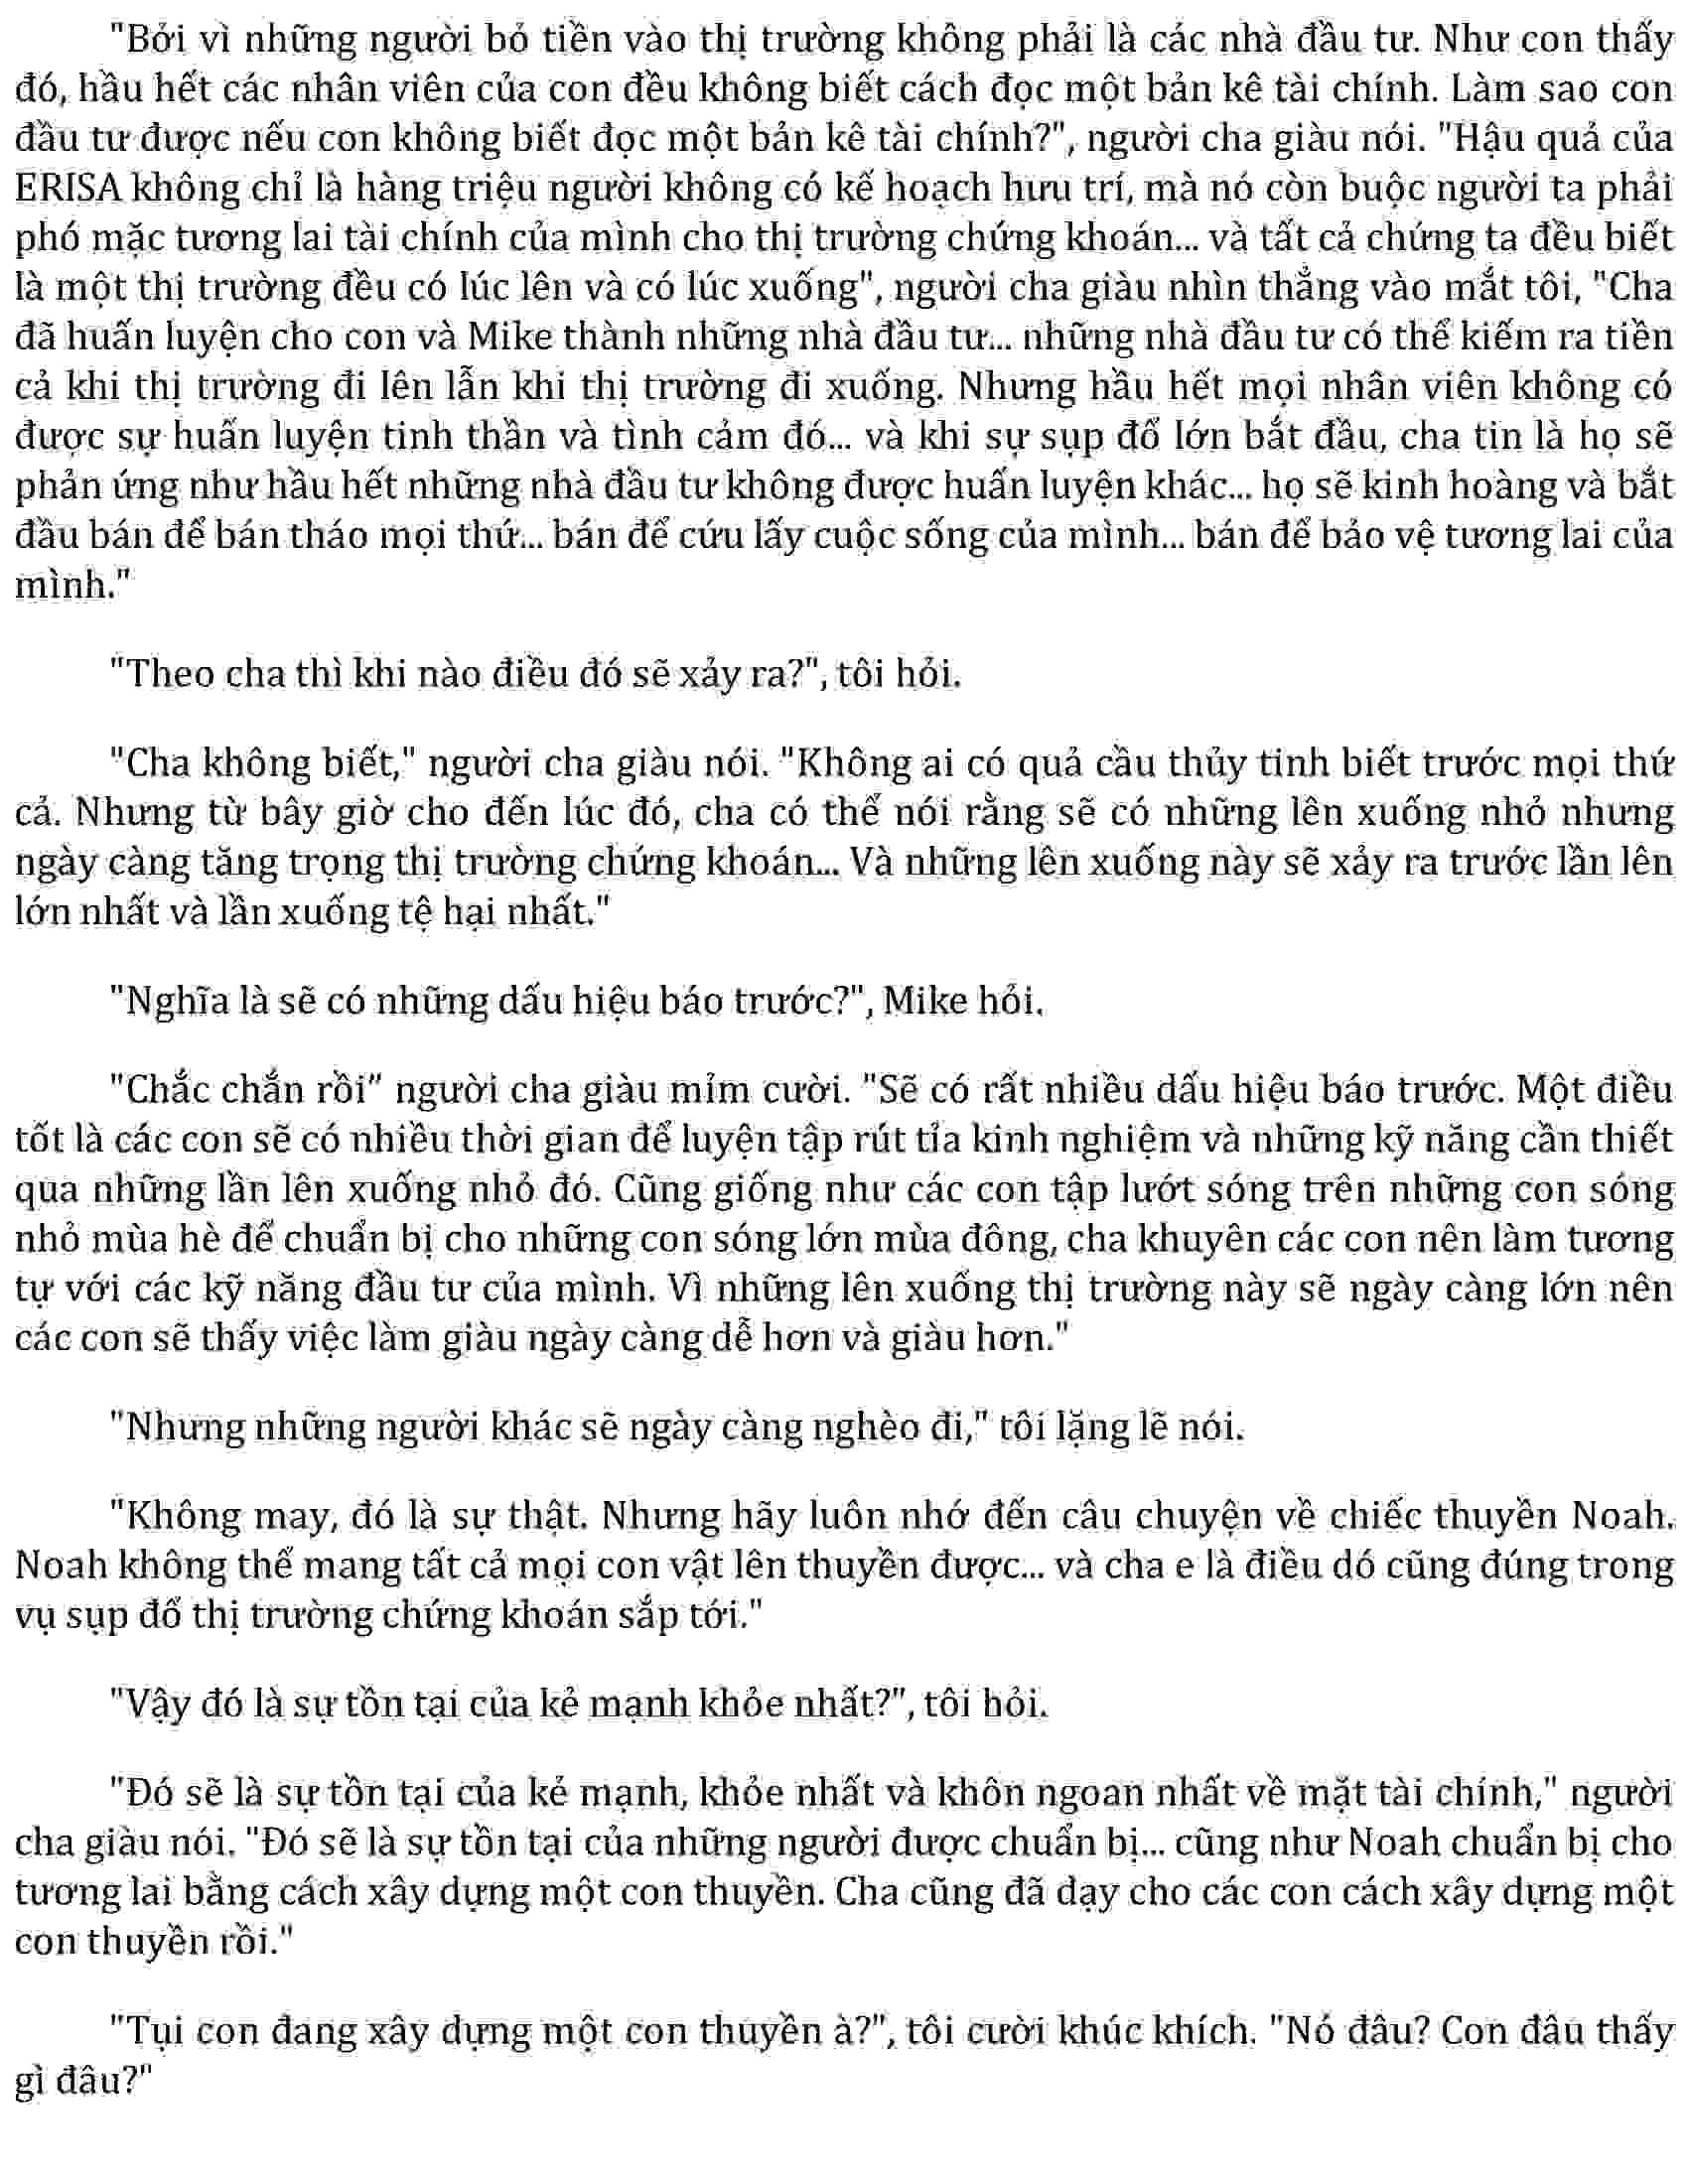 "Bởi vì những người bỏ tiền vào thị trường không phải là các nhà đầu tư. Như con thấy
đó, hầu hết các nhân viên của con đều không biết cách đọc một bản kê tài chính. Làm sao con
đầu tư được nếu con không biết đọc một bản kê tài chính?", người cha giàu nói. "Hậu quả của
ERISA không chỉ là hàng triệu người không có kế hoạch hưu trí, mà nó còn buộc người ta phải
phó mặc tương lai tài chính của mình cho thị trường chứng khoán... và tất cả chứng ta đều biết
là một thị trường đều có lúc lên và có lúc xuống", người cha giàu nhìn thẳng vào mắt tôi, "Cha
đã huấn luyện cho con và Mike thành những nhà đầu tư... những nhà đầu tư có thể kiếm ra tiền
cả khi thị trường đi lên lẫn khi thị trường đi xuống. Nhưng hầu hết mọi nhân viên không có
được sự huấn luyện tinh thần và tình cảm đó... và khi sự sụp đổ lớn bắt đầu, cha tin là họ sẽ
phản ứng như hầu hết những nhà đầu tư không được huấn luyện khác... họ sẽ kinh hoàng và bắt
đầu bán để bán tháo mọi thứ... bán để cứu lấy cuộc sống của mình... bán để bảo vệ tương lai của
mình."
"Theo cha thì khi nào điều đó sẽ xảy ra?", tôi hỏi.
"Cha không biết," người cha giàu nói. "Không ai có quả cầu thủy tinh biết trước mọi thứ
cả. Nhưng từ bây giờ cho đến lúc đó, cha có thể nói rằng sẽ có những lên xuống nhỏ nhưng
ngày càng tăng trọng thị trường chứng khoán... Và những lên xuống này sẽ xảy ra trước lần lên
lớn nhất và lần xuống tệ hại nhất."
"Nghĩa là sẽ có những dấu hiệu báo trước?", Mike hỏi.
"Chắc chắn rồi" người cha giàu mỉm cười. "Sẽ có rất nhiều dấu hiệu báo trước. Một điều
tốt là các con sẽ có nhiều thời gian để luyện tập rút tỉa kinh nghiệm và những kỹ năng cần thiết
qua những lần lên xuống nhỏ đó. Cũng giống như các con tập lướt sóng trên những con sóng
nhỏ mùa hè để chuẩn bị cho những con sóng lớn mùa đông, cha khuyên các con nên làm tương
tự với các kỹ năng đầu tư của mình. Vì những lên xuống thị trường này sẽ ngày càng lớn nên
các con sẽ thấy việc làm giàu ngày càng dễ hơn và giàu hơn."
"Nhưng những người khác sẽ ngày càng nghèo đi," tôi lặng lẽ nói.
"Không may, đó là sự thật. Nhưng hãy luôn nhớ đến câu chuyện về chiếc thuyền Noah.
Noah không thể mang tất cả mọi con vật lên thuyền được... và cha e là điều dó cũng đúng trong
vụ sụp đổ thị trường chứng khoán sắp tới."
"Vậy đó là sự tồn tại của kẻ mạnh khỏe nhất?", tôi hỏi.
"Đó sẽ là sự tồn tại của kẻ mạnh, khỏe nhất và khôn ngoan nhất về mặt tài chính," người
cha giàu nói. "Đó sẽ là sự tồn tại của những người được chuẩn bị... cũng như Noah chuẩn bị cho
tương lai bằng cách xây dựng một con thuyền. Cha cũng đã dạy cho các con cách xây dựng một
con thuyền rồi."
"Tụi con đang xây dựng một con thuyền à?", tôi cười khúc khích. "Nó đâu? Con đâu thấy
gì đâu?"